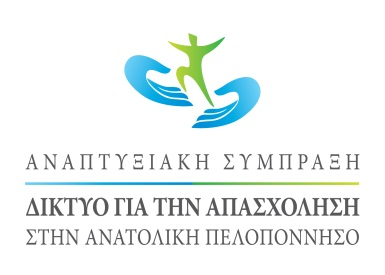 ΑΝΑΠΤΥΞΙΑΚΗ ΣΥΜΠΡΑΞΗ
ΔΙΚΤΥΟ ΓΙΑ ΤΗΝ ΑΠΑΣΧΟΛΗΣΗ
ΣΤΗΝ ΑΝΑΤΟΛΙΚΗ ΠΕΛΟΠΟΝΝΗΣΟ